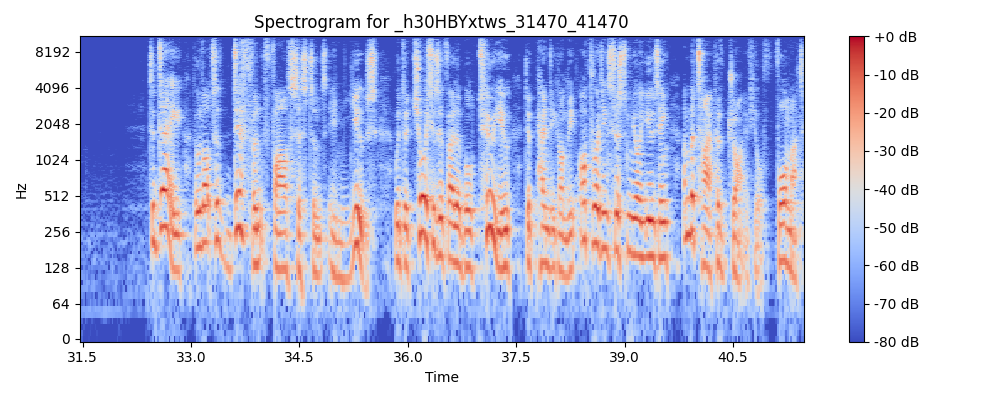 Spectrogram for _h30HBYxtws_31470_41470
8192
4096
2048
1024
512
256
128
64
0
Hz
31.5 33.0 34.5 36.0 37.5 39.0 40.5
Time
+0 dB
-10 dB
-20 dB
-30 dB
-40 dB
-50 dB
-60 dB
-70 dB
-80 dB